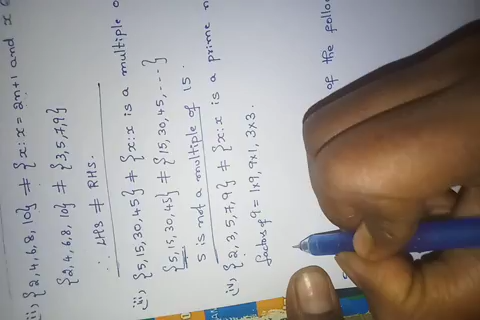 ii) {2,4,6,8,10} ≠ {x:x = 2n+1 and x
{2,4,6,8,10} ≠ {3,5,7,9}
∴ LHS ≠ RHS.
iii) {5,15,30,45} ≠ {x:x is a multiple o
{5,15,30,45} ≠ {15,30,45,...}
5 is not a multiple of 15.
iv) {2,3,5,7,9} ≠ {x:x is a prime n
factors of 9 = 1×9, 9×1, 3×3.
of the follo